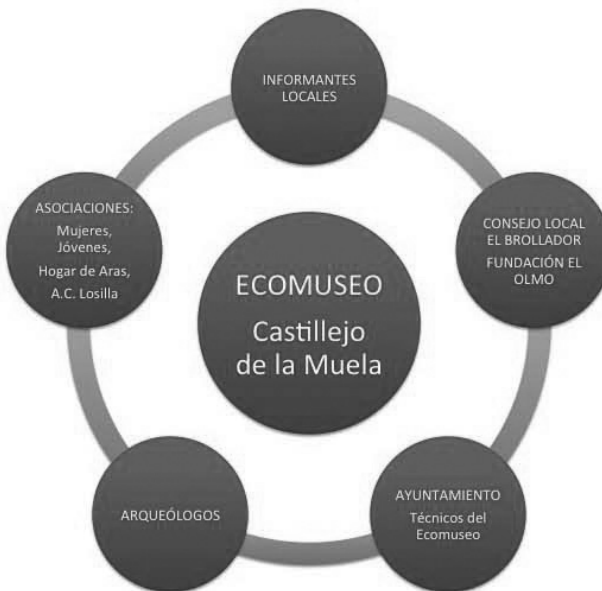 INFORMANTES
LOCALES
ASOCIACIONES:
Mujeres,
Jóvenes,
Hogar de Aras,
A.C. Losilla
CONSEJO LOCAL
EL BROLLADOR
FUNDACIÓN EL
OLMO
ECOMUSEO
Castillejo
de la Muela
ARQUEÓLOGOS
AYUNTAMIENTO
Técnicos del
Ecomuseo